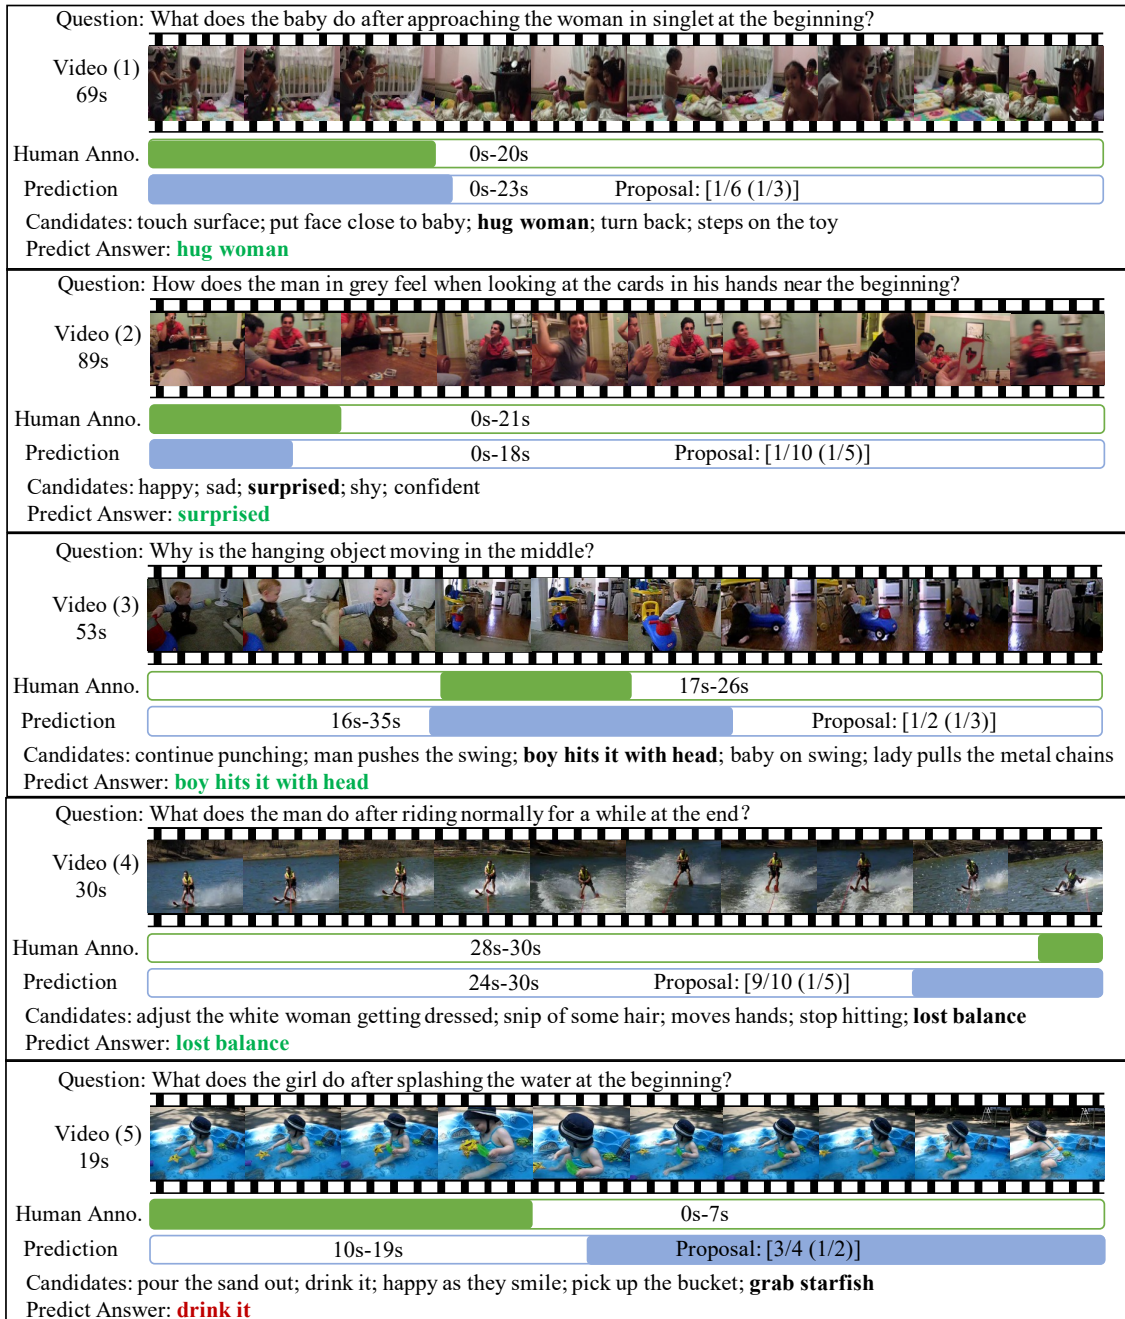 Question: What does the baby do after approaching the woman in singlet at the beginning?
Video (1)
69s
Human Anno.
0s-20s
Prediction
0s-23s
Proposal: [1/6 (1/3)]
Candidates: touch surface; put face close to baby; hug woman; turn back; steps on the toy
Predict Answer: hug woman
Question: How does the man in grey feel when looking at the cards in his hands near the beginning?
Video (2)
89s
Human Anno.
0s-21s
Prediction
0s-18s
Proposal: [1/10 (1/5)]
Candidates: happy; sad; surprised; shy; confident
Predict Answer: surprised
Question: Why is the hanging object moving in the middle?
Video (3)
53s
Human Anno.
17s-26s
Prediction
16s-35s
Proposal: [1/2 (1/3)]
Candidates: continue punching; man pushes the swing; boy hits it with head; baby on swing; lady pulls the metal chains
Predict Answer: boy hits it with head
Question: What does the man do after riding normally for a while at the end?
Video (4)
30s
Human Anno.
28s-30s
Prediction
24s-30s
Proposal: [9/10 (1/5)]
Candidates: adjust the white woman getting dressed; snip of some hair; moves hands; stop hitting; lost balance
Predict Answer: lost balance
Question: What does the girl do after splashing the water at the beginning?
Video (5)
19s
Human Anno.
0s-7s
Prediction
10s-19s
Proposal: [3/4 (1/2)]
Candidates: pour the sand out; drink it; happy as they smile; pick up the bucket; grab starfish
Predict Answer: drink it